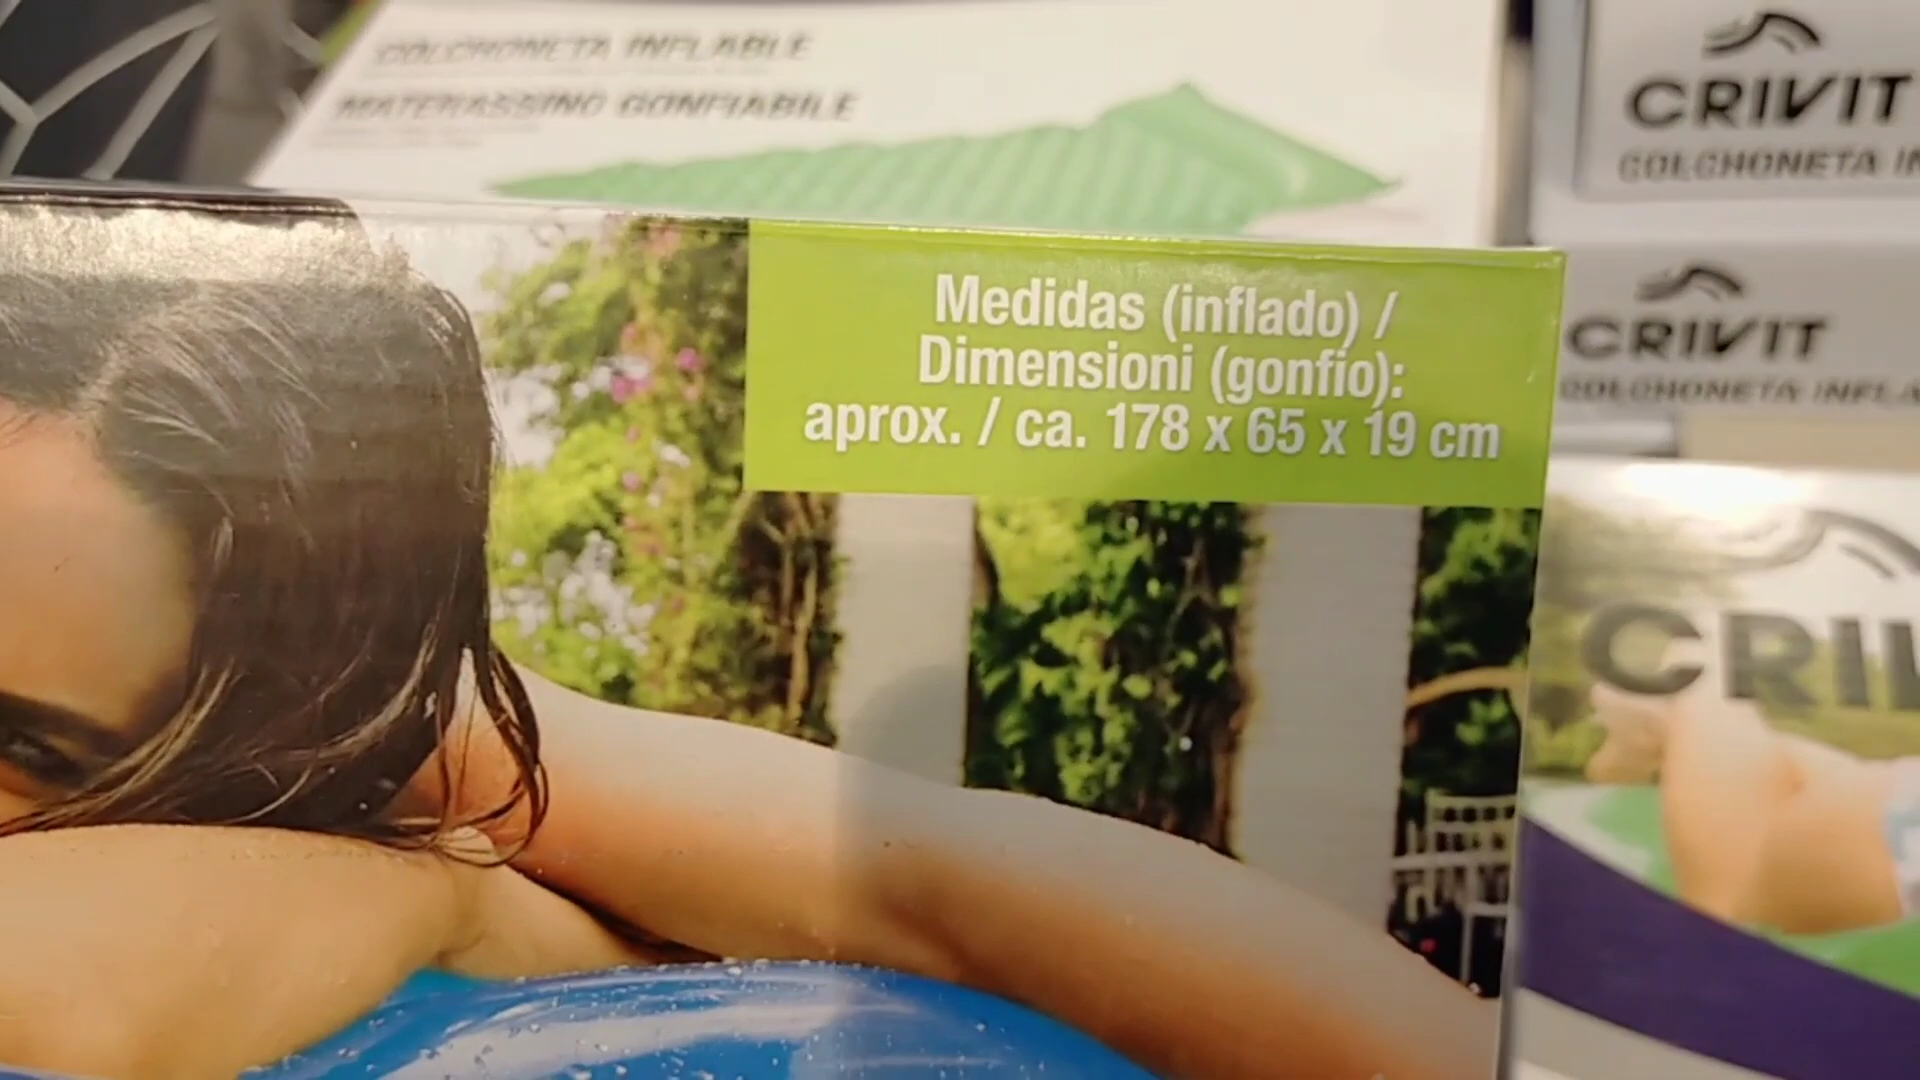 COLCHONETA INFLABLE
MATERASSINO GONFIABILE
CRIVIT
COLCHONETA IN
Medidas (inflado) /
Dimensioni (gonfio):
aprox. / ca. 178 x 65 x 19 cm
CRIVIT
COLCHONETA INFLA
CRIV